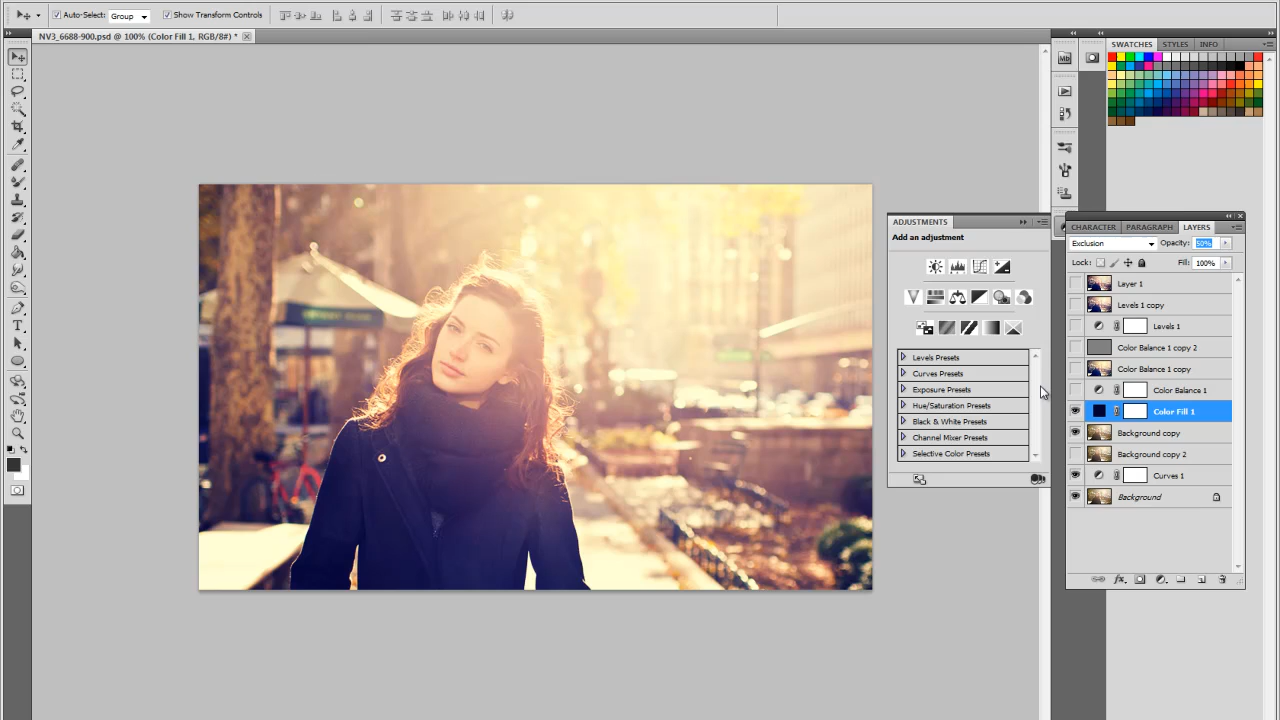 Auto-Select: Group Show Transform Controls
NV3_6688-900.psd @ 100% (Color Fill 1, RGB/8#) *
SWATCHES STYLES INFO
Mb
ADJUSTMENTS
Add an adjustment
Levels Presets
Curves Presets
Exposure Presets
Hue/Saturation Presets
Black & White Presets
Channel Mixer Presets
Selective Color Presets
CHARACTER PARAGRAPH LAYERS
Exclusion Opacity: 50%
Lock: Fill: 100%
Layer 1
Levels 1 copy
Levels 1
Color Balance 1 copy 2
Color Balance 1 copy
Color Balance 1
Color Fill 1
Background copy
Background copy 2
Curves 1
Background